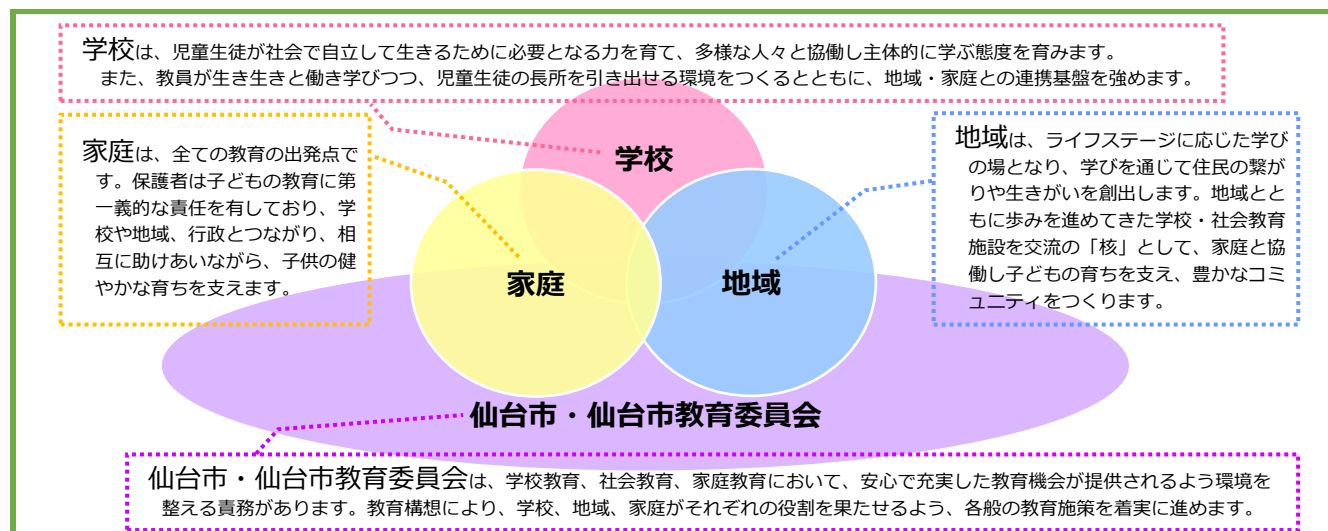 学校は、児童生徒が社会で自立して生きるために必要となる力を育て、多様な人々と協働し主体的に学ぶ態度を育みます。
また、教員が生き生きと働き学びつつ、児童生徒の長所を引き出せる環境をつくるとともに、地域・家庭との連携基盤を強めます。
家庭は、全ての教育の出発点で
す。保護者は子どもの教育に第
一義的な責任を有しており、学
校や地域、行政とつながり、相
互に助けあいながら、子供の健
やかな育ちを支えます。
学校
地域は、ライフステージに応じた学び
の場となり、学びを通じて住民の繋が
りや生きがいを創出します。地域とと
もに歩みを進めてきた学校・社会教育
施設を交流の「核」として、家庭と協
働し子どもの育ちを支え、豊かなコミ
ュニティをつくります。
家庭
地域
仙台市・仙台市教育委員会
仙台市・仙台市教育委員会は、学校教育、社会教育、家庭教育において、安心で充実した教育機会が提供されるよう環境を
整える責務があります。教育構想により、学校、地域、家庭がそれぞれの役割を果たせるよう、各般の教育施策を着実に進めます。